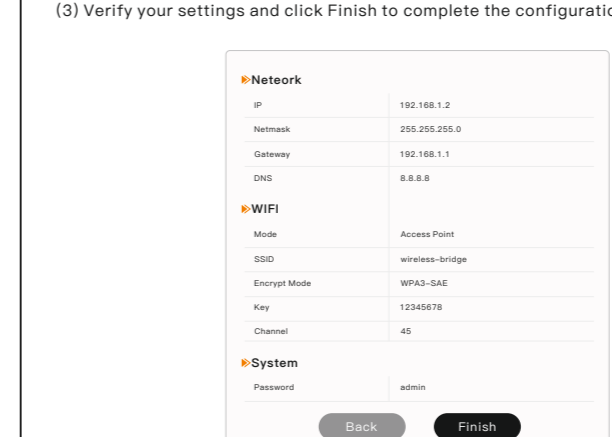 (3) Verify your settings and click Finish to complete the configuratio
Neteork
IP 192.168.1.2
Netmask 255.255.255.0
Gateway 192.168.1.1
DNS 8.8.8.8
WIFI
Mode Access Point
SSID wireless-bridge
Encrypt Mode WPA3-SAE
Key 12345678
Channel 45
System
Password admin
Back Finish